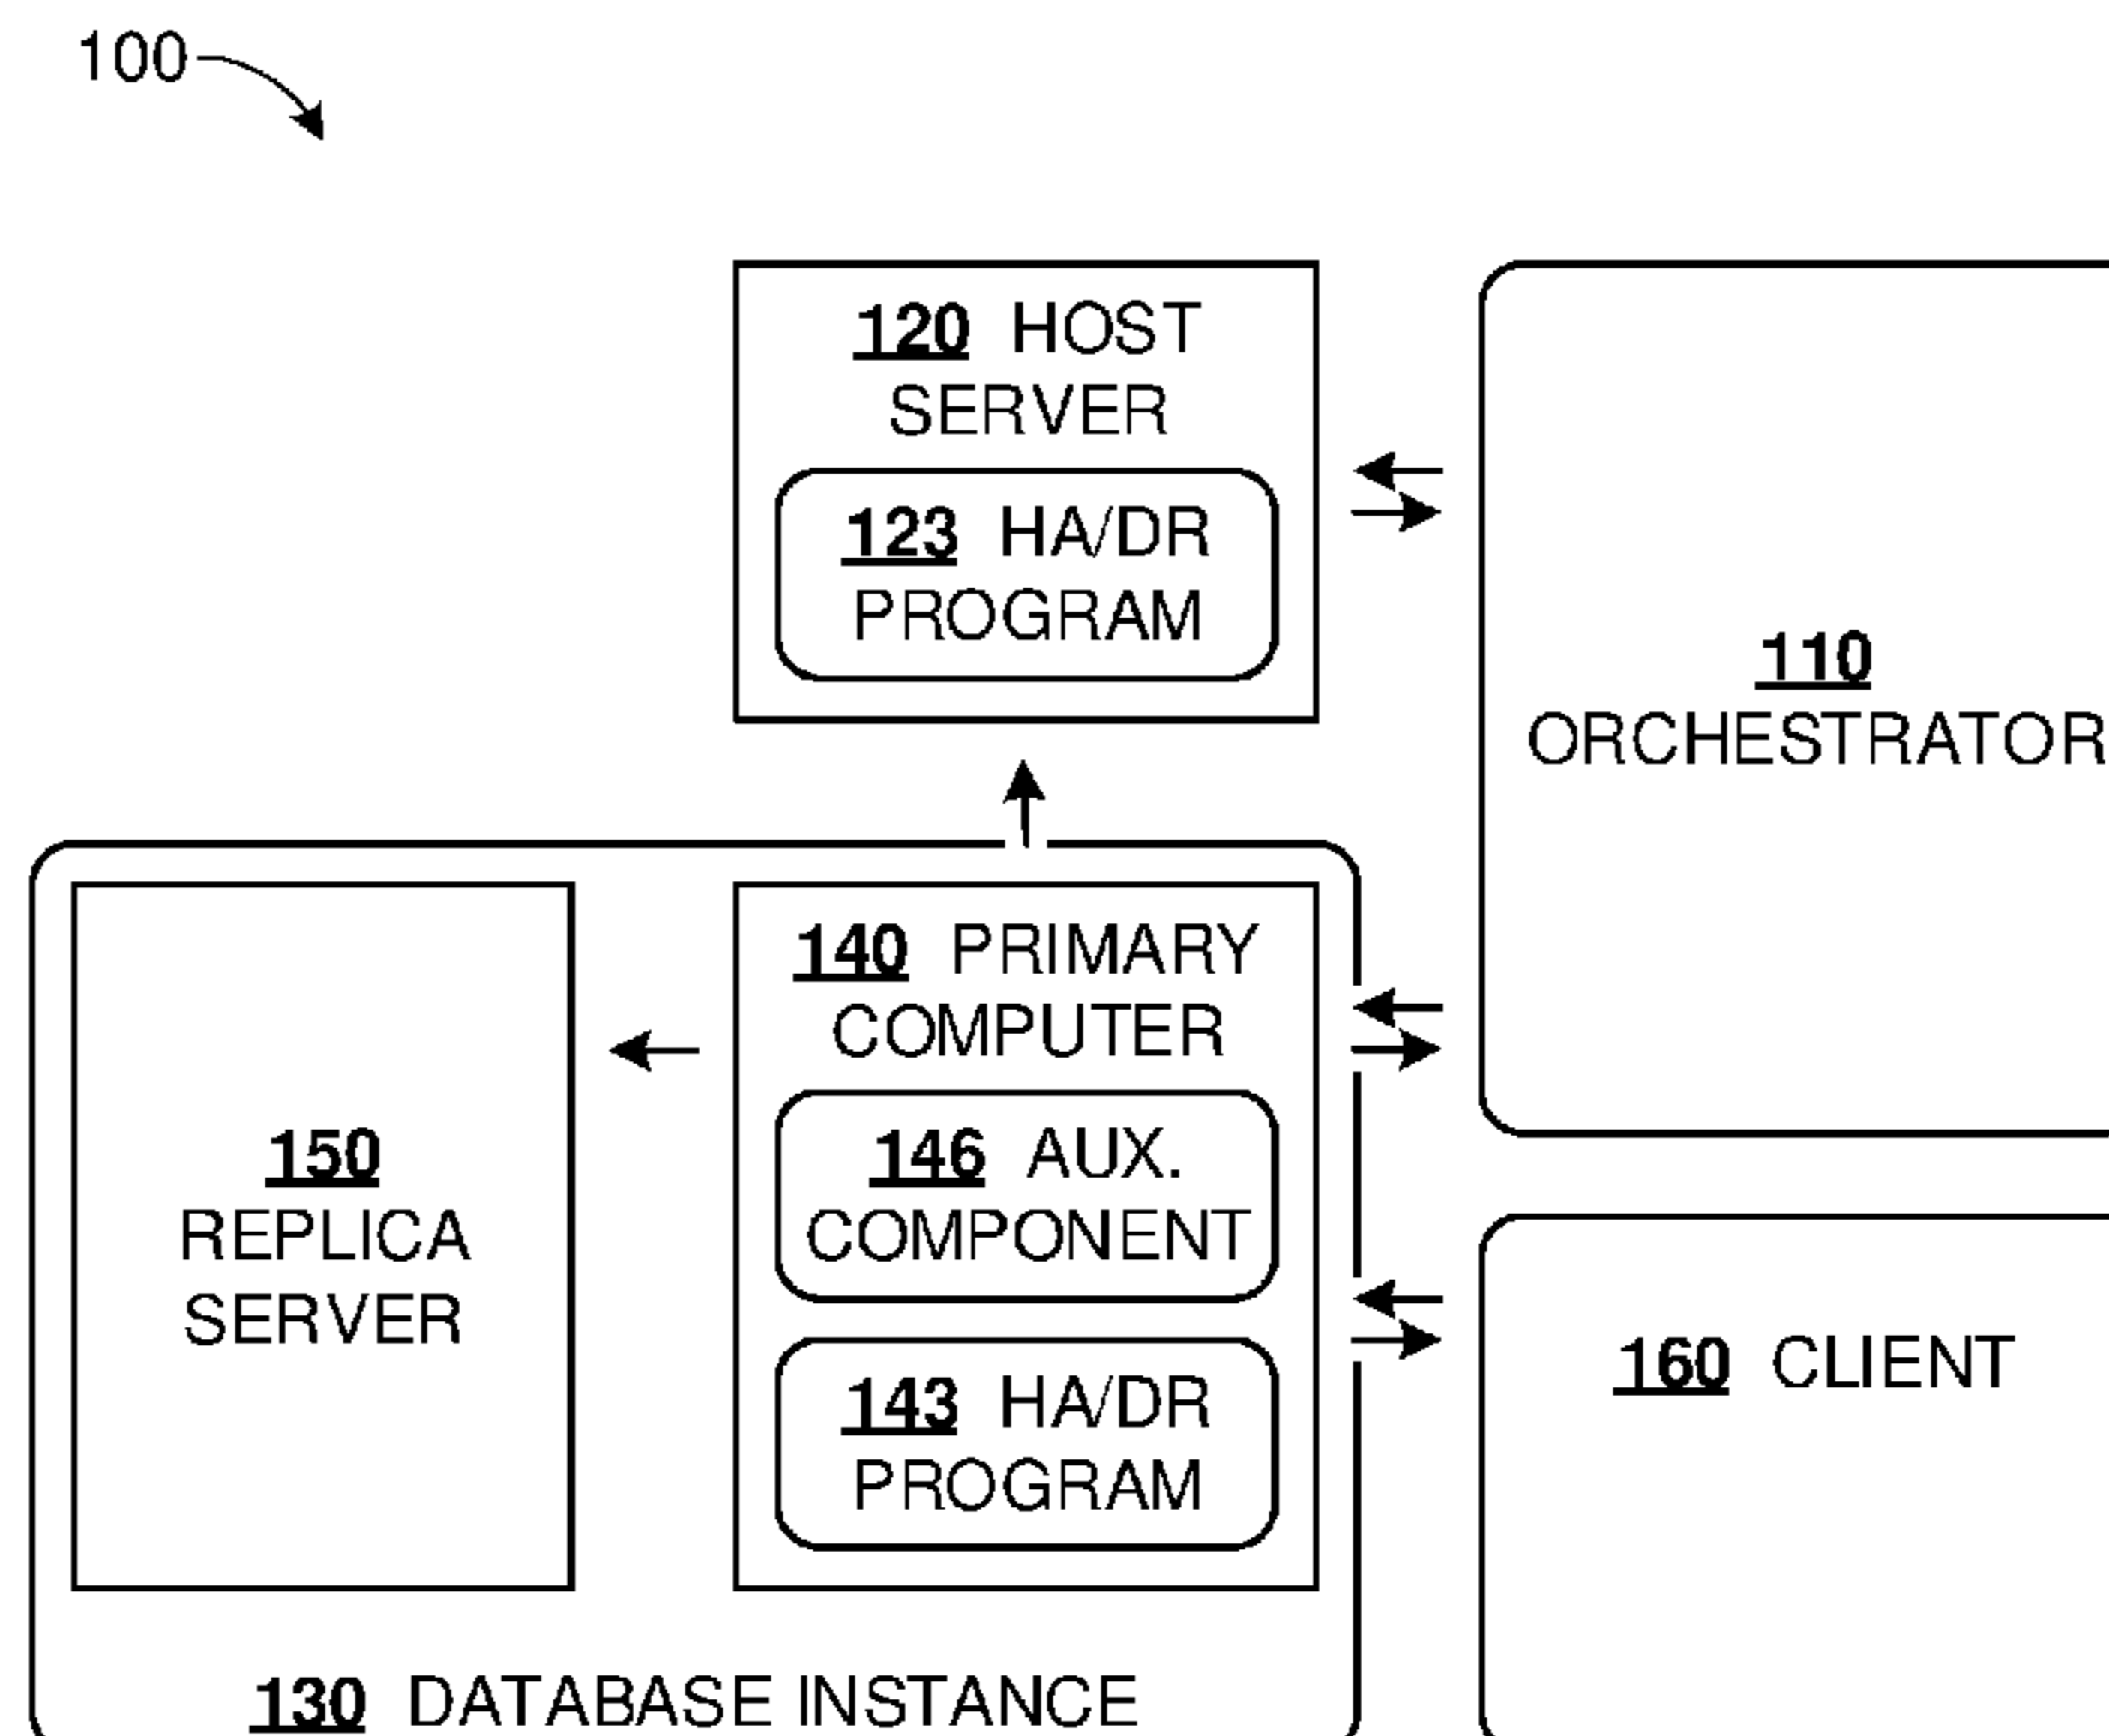 100
120 HOST
SERVER
123 HA/DR
PROGRAM
110
ORCHESTRATOR
140 PRIMARY
COMPUTER
146 AUX.
COMPONENT
143 HA/DR
PROGRAM
150
REPLICA
SERVER
160 CLIENT
130 DATABASE INSTANCE